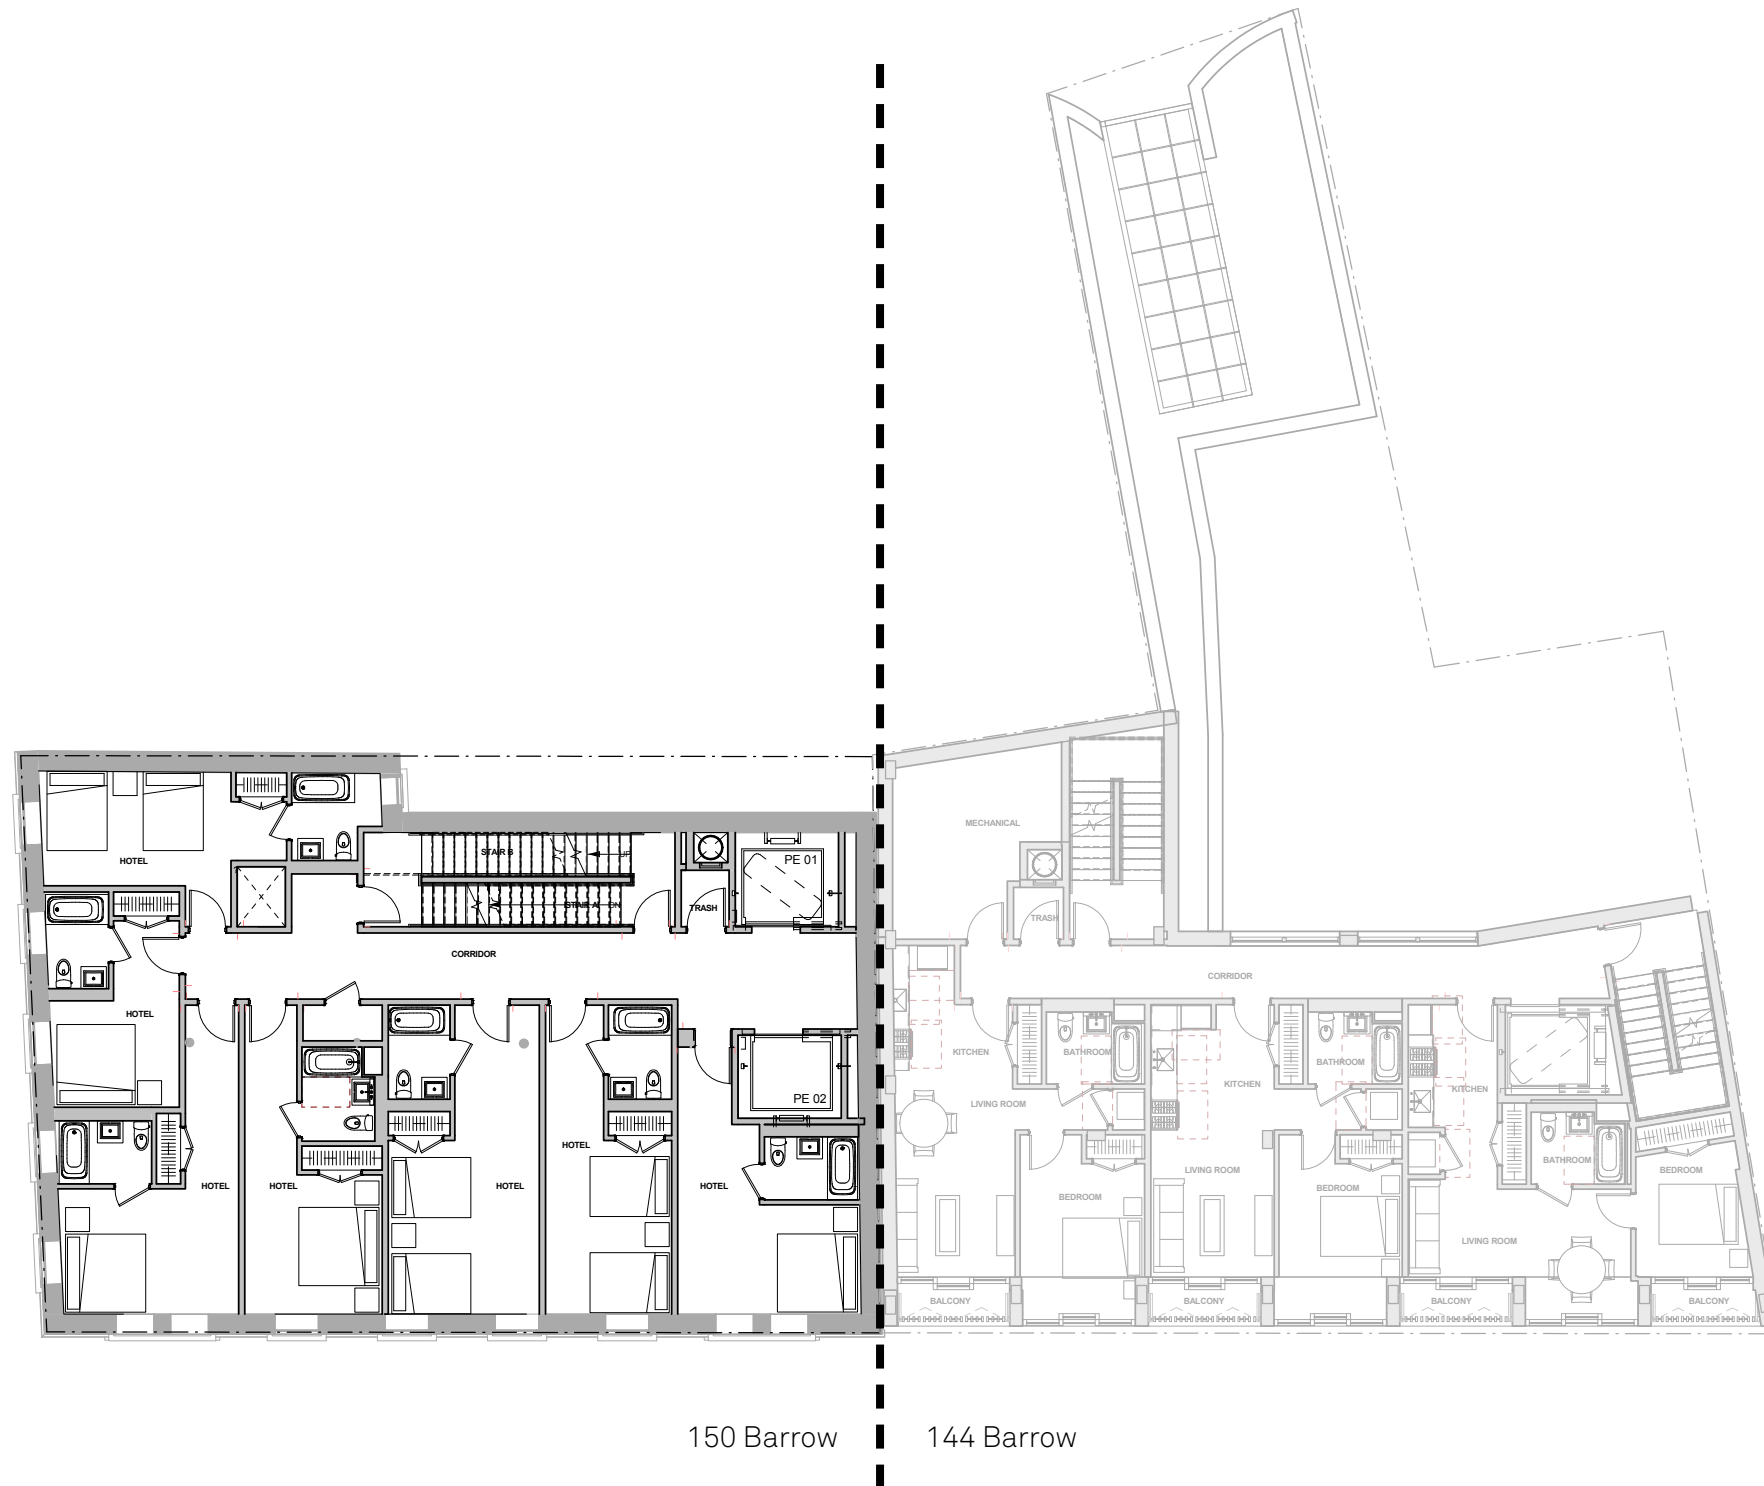 STAIR B
UP
PE 01
MECHANICAL
HOTEL
STAIR A
DN
TRASH
TRASH
CORRIDOR
CORRIDOR
HOTEL
KITCHEN
BATHROOM
BATHROOM
KITCHEN
KITCHEN
PE 02
LIVING ROOM
HOTEL
BATHROOM
LIVING ROOM
BEDROOM
HOTEL
HOTEL
HOTEL
HOTEL
BEDROOM
BEDROOM
LIVING ROOM
BALCONY
BALCONY
BALCONY
BALCONY
150 Barrow
144 Barrow